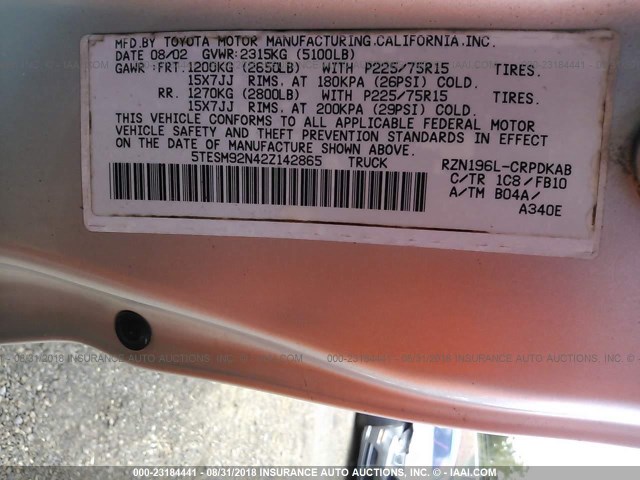 MFD.BY TOYOTA MOTOR MANUFACTURING.CALIFORNIA.INC.
DATE 08/02 GVWR:2315KG (5100LB)
GAWR:FRT.1200KG (2650LB) WITH P225/75R15 TIRES.
15X7JJ RIMS. AT 180KPA (26PSI) COLD.
RR. 1270KG (2800LB) WITH P225/75R15 TIRES.
15X7JJ RIMS. AT 200KPA (29PSI) COLD.
THIS VEHICLE CONFORMS TO ALL APPLICABLE FEDERAL MOTOR
VEHICLE SAFETY AND THEFT PREVENTION STANDARDS IN EFFECT
ON THE DATE OF MANUFACTURE SHOWN ABOVE.
5TESM92N42Z142865 TRUCK RZN196L-CRPDKAB
C/TR 1C8/FB10
A/TM B04A/
A340E
000-23184441 - 08/31/2018 INSURANCE AUTO AUCTIONS, INC. - © IAAI.COM